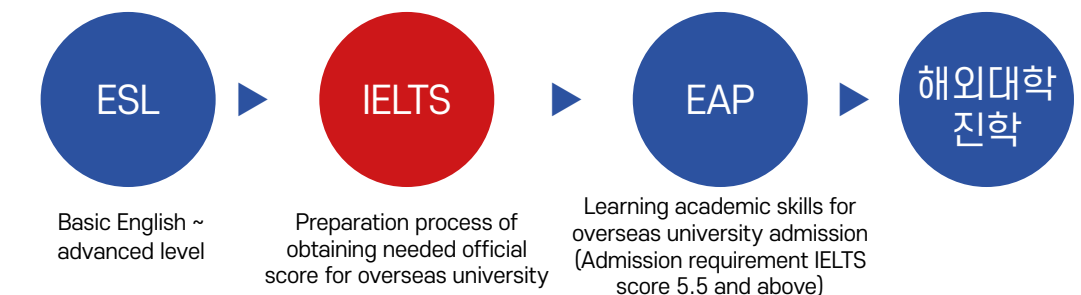 ESL
IELTS
EAP
해외대학
진학
Basic English ~
advanced level
Preparation process of
obtaining needed official
score for overseas university
Learning academic skills for
overseas university admission
(Admission requirement IELTS
score 5.5 and above)